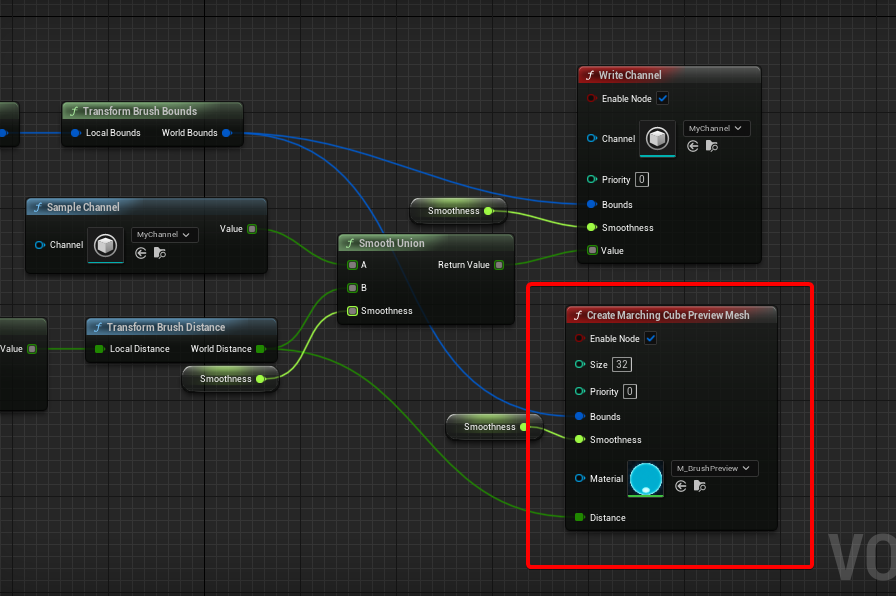 Write Channel
Enable Node
Channel
MyChannel
Priority 0
Bounds
Smoothness
Value
Transform Brush Bounds
Local Bounds World Bounds
Sample Channel
Channel
MyChannel
Value
Smoothness
Smooth Union
A Return Value
B
Smoothness
Value
Transform Brush Distance
Local Distance World Distance
Smoothness
Smoothness
Create Marching Cube Preview Mesh
Enable Node
Size 32
Priority 0
Bounds
Smoothness
Material
M_BrushPreview
Distance